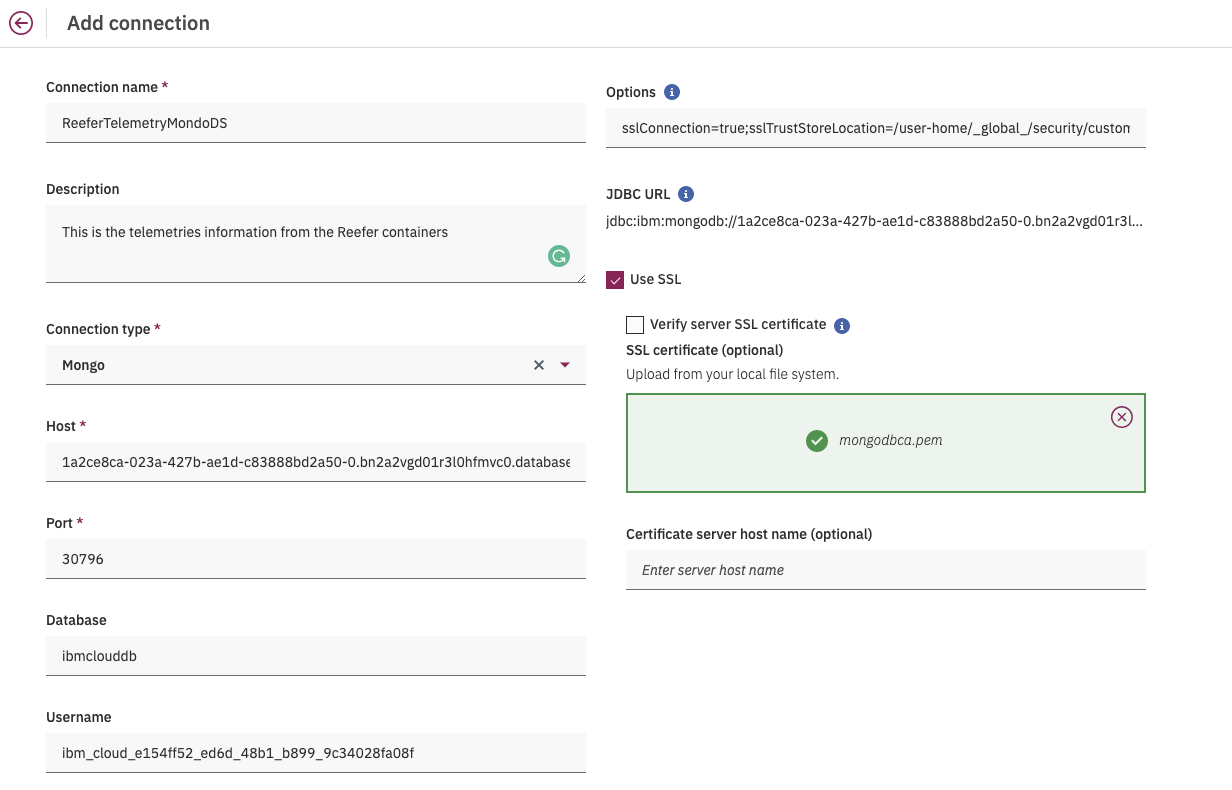 Add connection
Connection name *
ReeferTelemetryMondoDS
Description
This is the telemetries information from the Reefer containers
Connection type *
Mongo
Host *
1a2ce8ca-023a-427b-ae1d-c83888bd2a50-0.bn2a2vgd01r3l0hfmvc0.database
Port *
30796
Database
ibmclouddb
Username
ibm_cloud_e154ff52_ed6d_48b1_b899_9c34028fa08f
Options
sslConnection=true;sslTrustStoreLocation=/user-home/_global_/security/custom
JDBC URL
jdbc:ibm:mongodb://1a2ce8ca-023a-427b-ae1d-c83888bd2a50-0.bn2a2vgd01r3l...
Use SSL
Verify server SSL certificate
SSL certificate (optional)
Upload from your local file system.
mongodbca.pem
Certificate server host name (optional)
Enter server host name